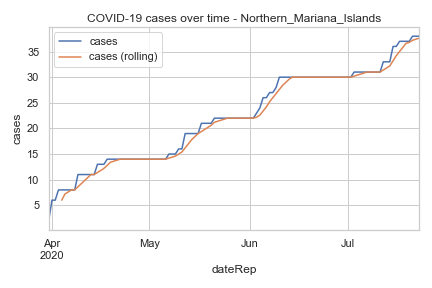 COVID-19 cases over time - Northern_Mariana_Islands
cases
cases (rolling)
cases
35
30
25
20
15
10
5
Apr
2020
May
Jun
Jul
dateRep